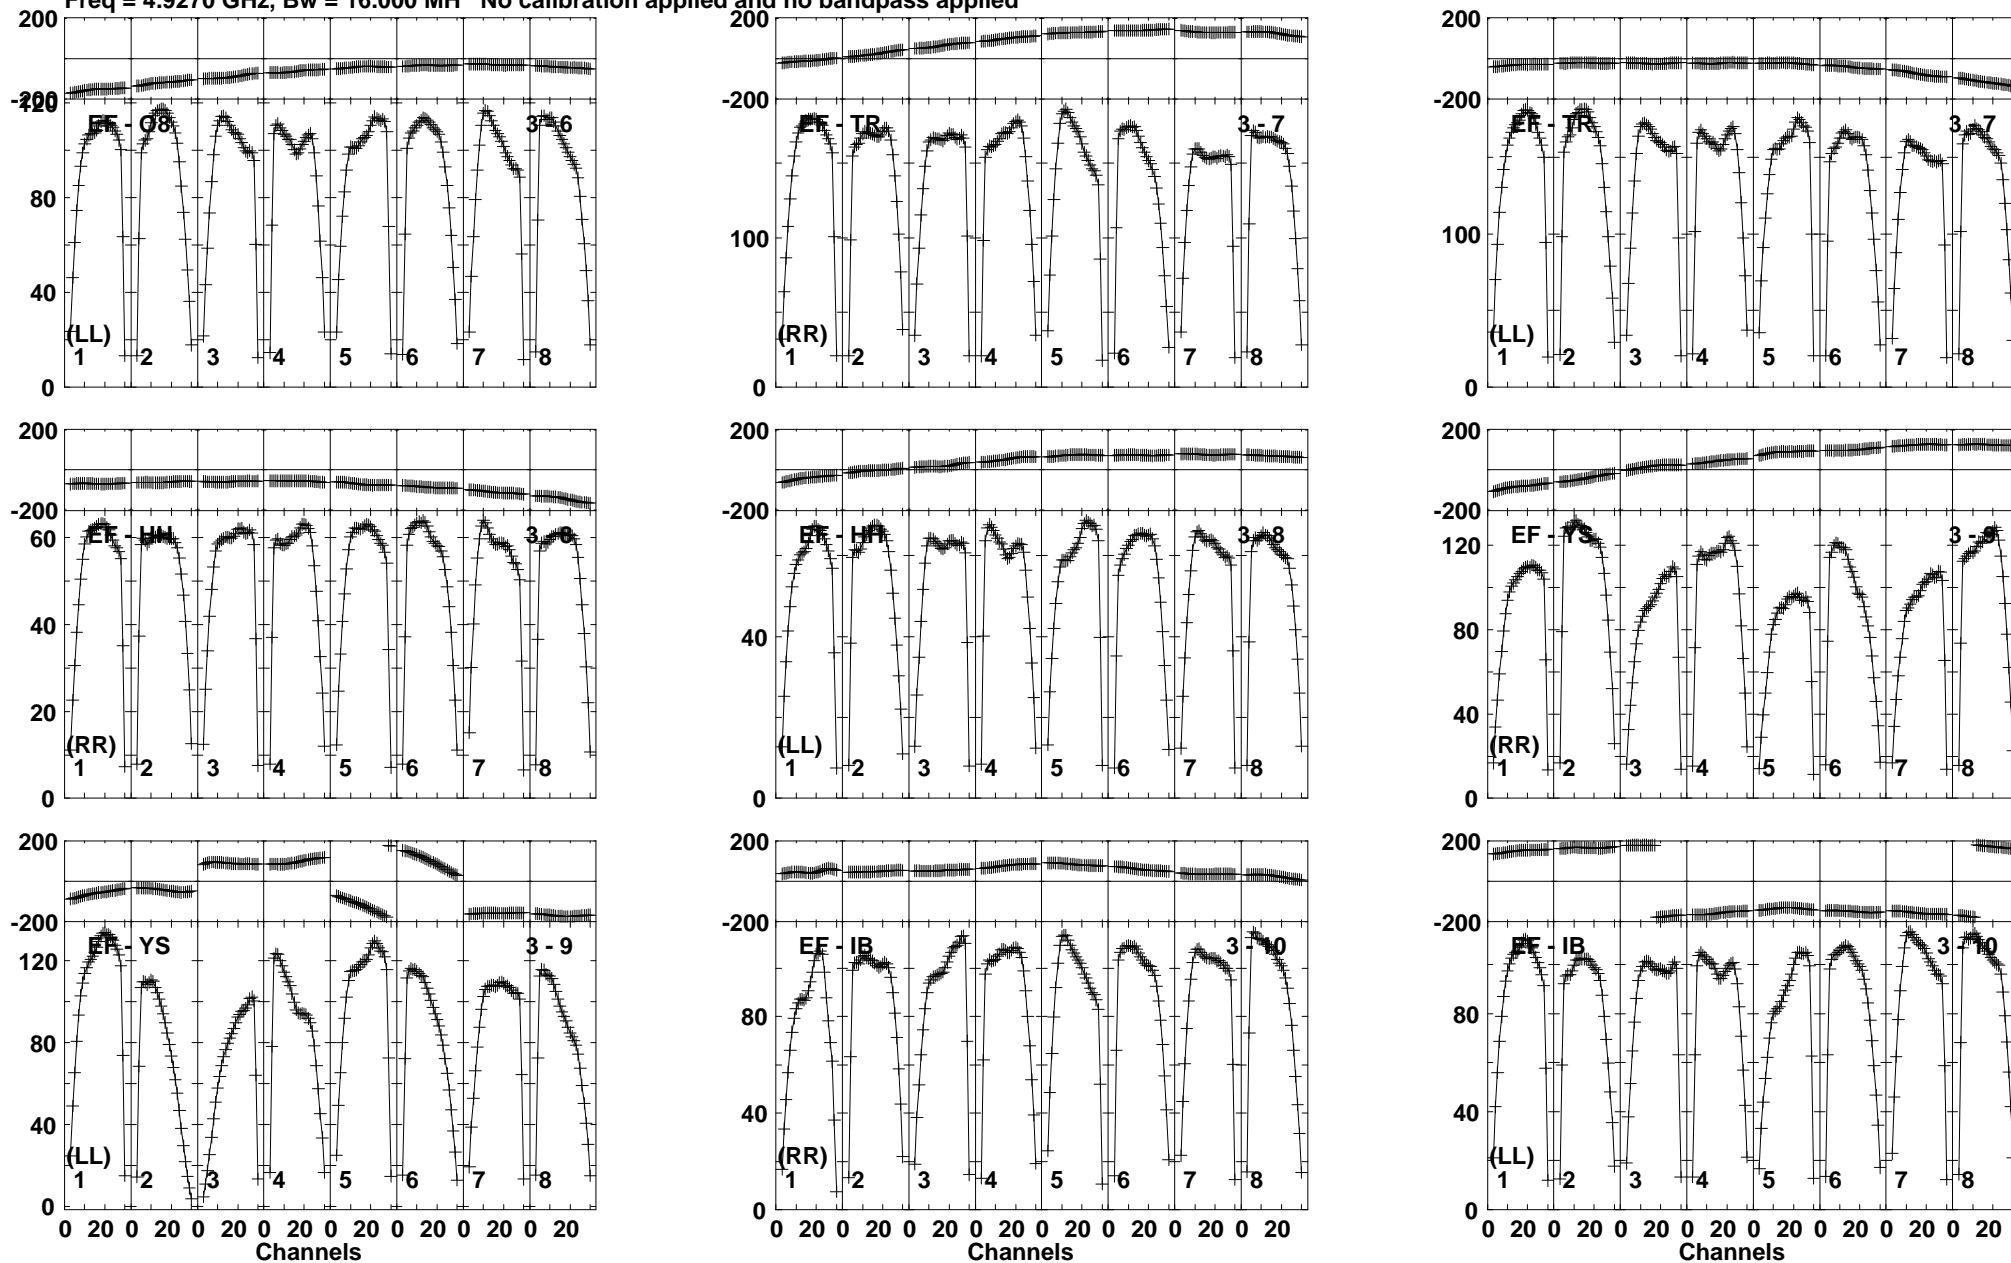 Freq = 4.9270 GHz, Bw = 16.000 MH No calibration applied and no bandpass applied
200 200 200
-200 -200 -200
120
EF - O8 3 - 6 EF - TR 3 - 7 EF - TR 3 - 7
80
100 100
40
(LL) (RR) (LL)
1 2 3 4 5 6 7 8 1 2 3 4 5 6 7 8 1 2 3 4 5 6 7 8
0 0 0
200 200 200
-200 -200 -200
EF - HH 3 - 8 EF - HH 3 - 8 EF - YS 3 - 9
60 120
40 40 80
20 40
(RR) (LL) (RR)
1 2 3 4 5 6 7 8 1 2 3 4 5 6 7 8 1 2 3 4 5 6 7 8
0 0 0
200 200 200
-200 -200 -200
EF - YS 3 - 9 EF - IB 3 - 10 EF - IB 3 - 10
120
80 80 80
40 40 40
(LL) (RR) (LL)
1 2 3 4 5 6 7 8 1 2 3 4 5 6 7 8 1 2 3 4 5 6 7 8
0 0 0
0 20 0 20 0 20 0 20 0 20 0 20 0 20 0 20 0 20 0 20 0 20 0 20 0 20 0 20 0 20 0 20 0 20 0 20 0 20 0 20 0 20 0 20 0 20 0 20
Channels Channels Channels